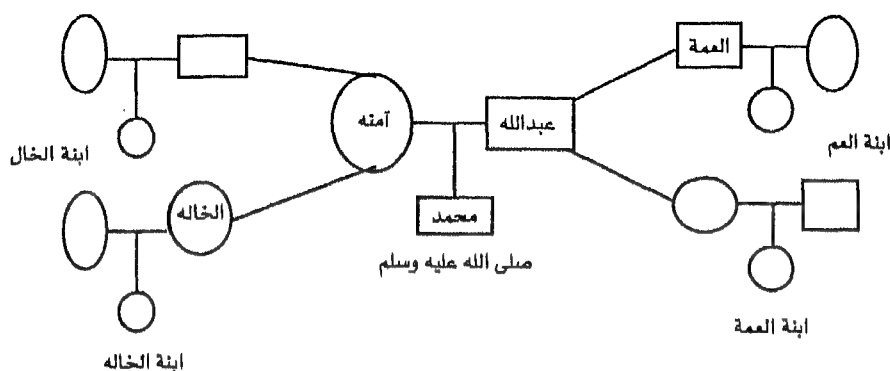 العمة
آمنه
عبدالله
ابنة العم
ابنة الخال
الخاله
محمد
صلى الله عليه وسلم
ابنة العمة
ابنة الخاله